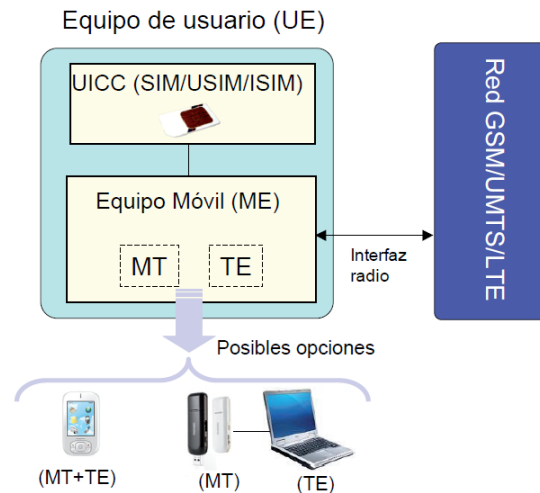 Equipo de usuario (UE)
UICC (SIM/USIM/ISIM)
Equipo Móvil (ME)
MT
TE
Interfaz
radio
Red GSM/UMTS/LTE
Posibles opciones
(MT+TE)
(MT)
(TE)